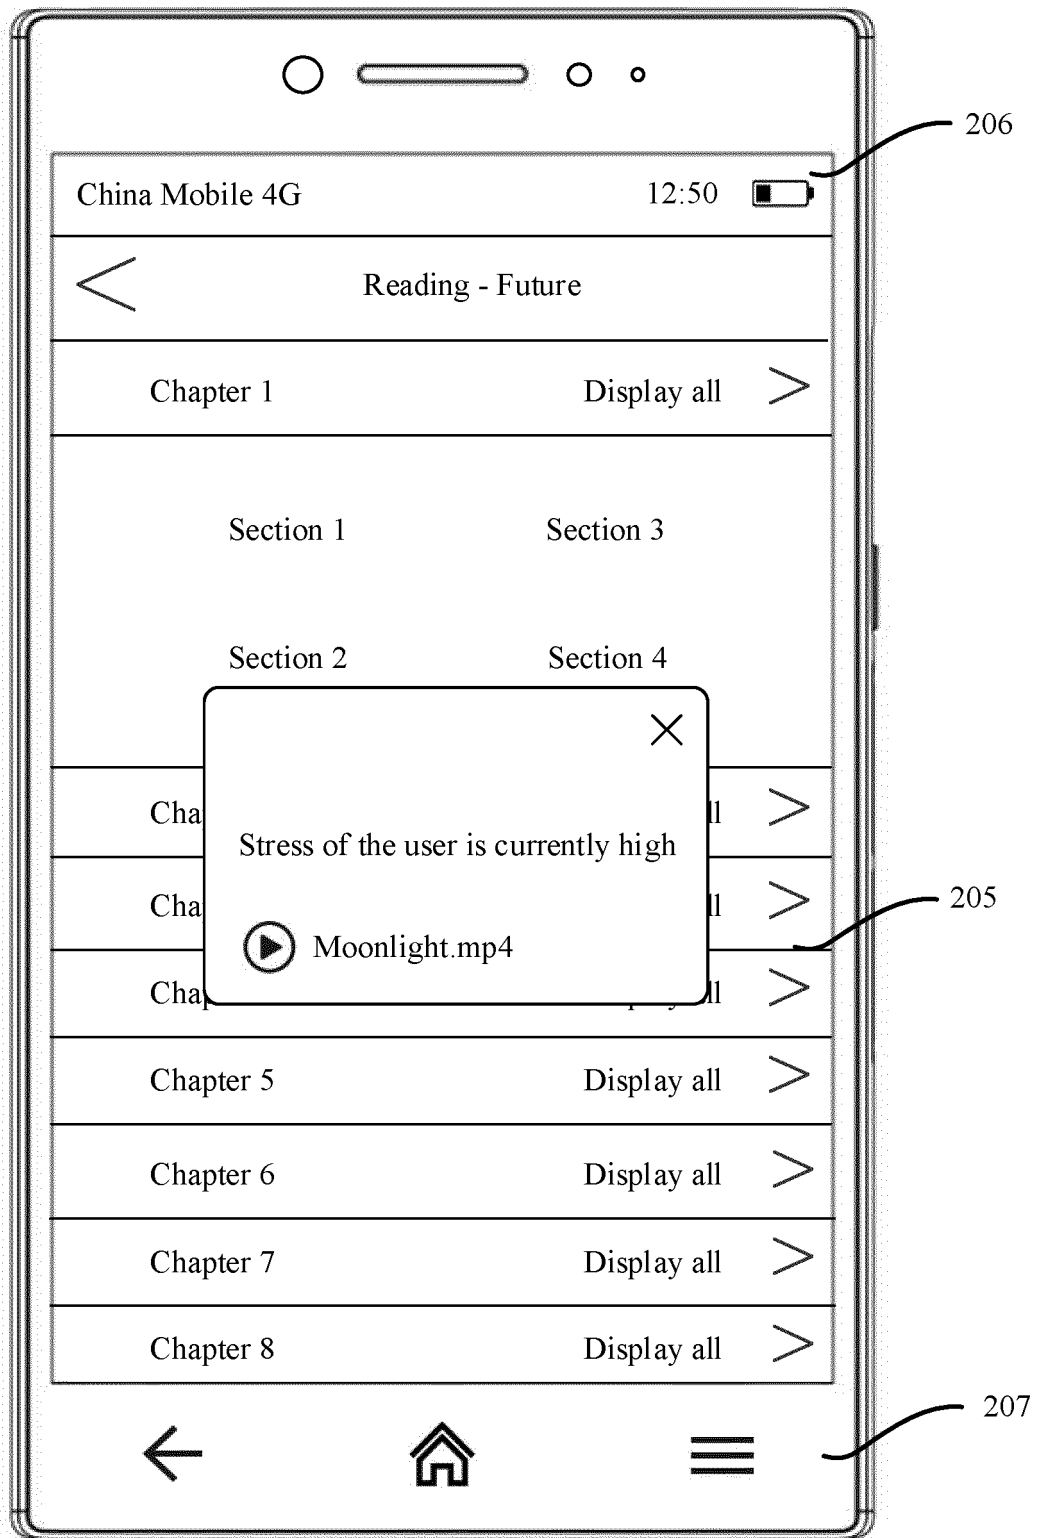 206
China Mobile 4G 12:50
Reading - Future
Chapter 1 Display all
Section 1 Section 3
Section 2 Section 4
Stress of the user is currently high
205
Moonlight.mp4
Chapter 5 Display all
Chapter 6 Display all
Chapter 7 Display all
Chapter 8 Display all
207